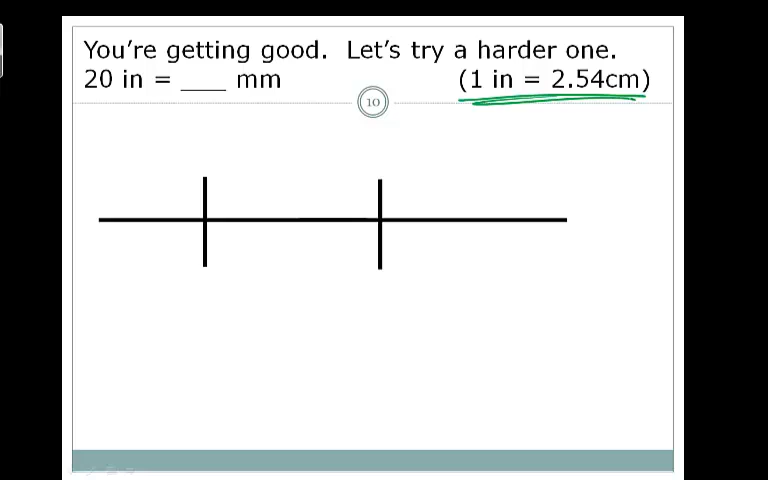 You're getting good.  Let's try a harder one.
20 in = ___ mm (1 in = 2.54cm)
10